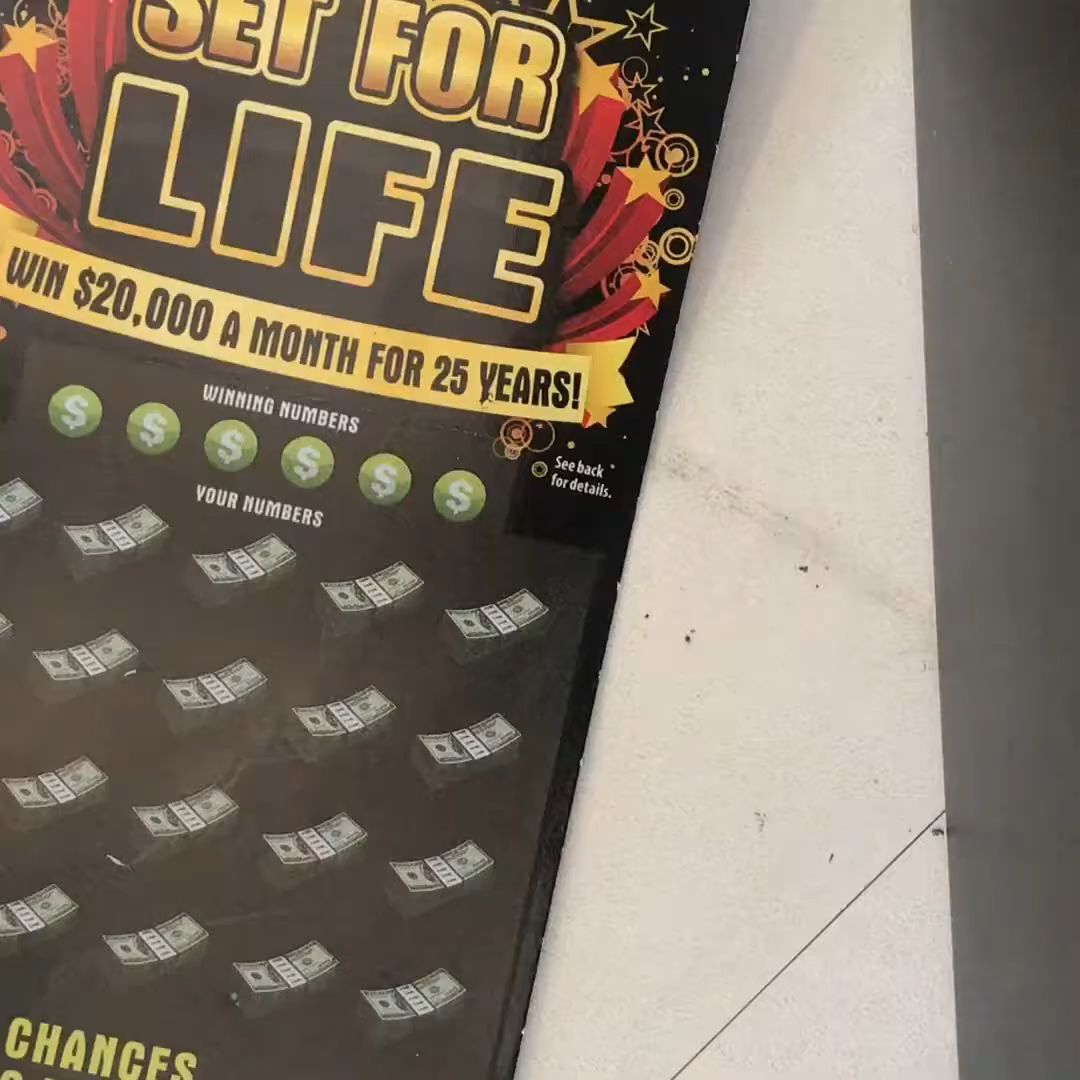 SET FOR
LIFE
WIN $20,000 A MONTH FOR 25 YEARS!
WINNING NUMBERS
$ $ $ $ $ $
See back
for details.
YOUR NUMBERS
CHANCES